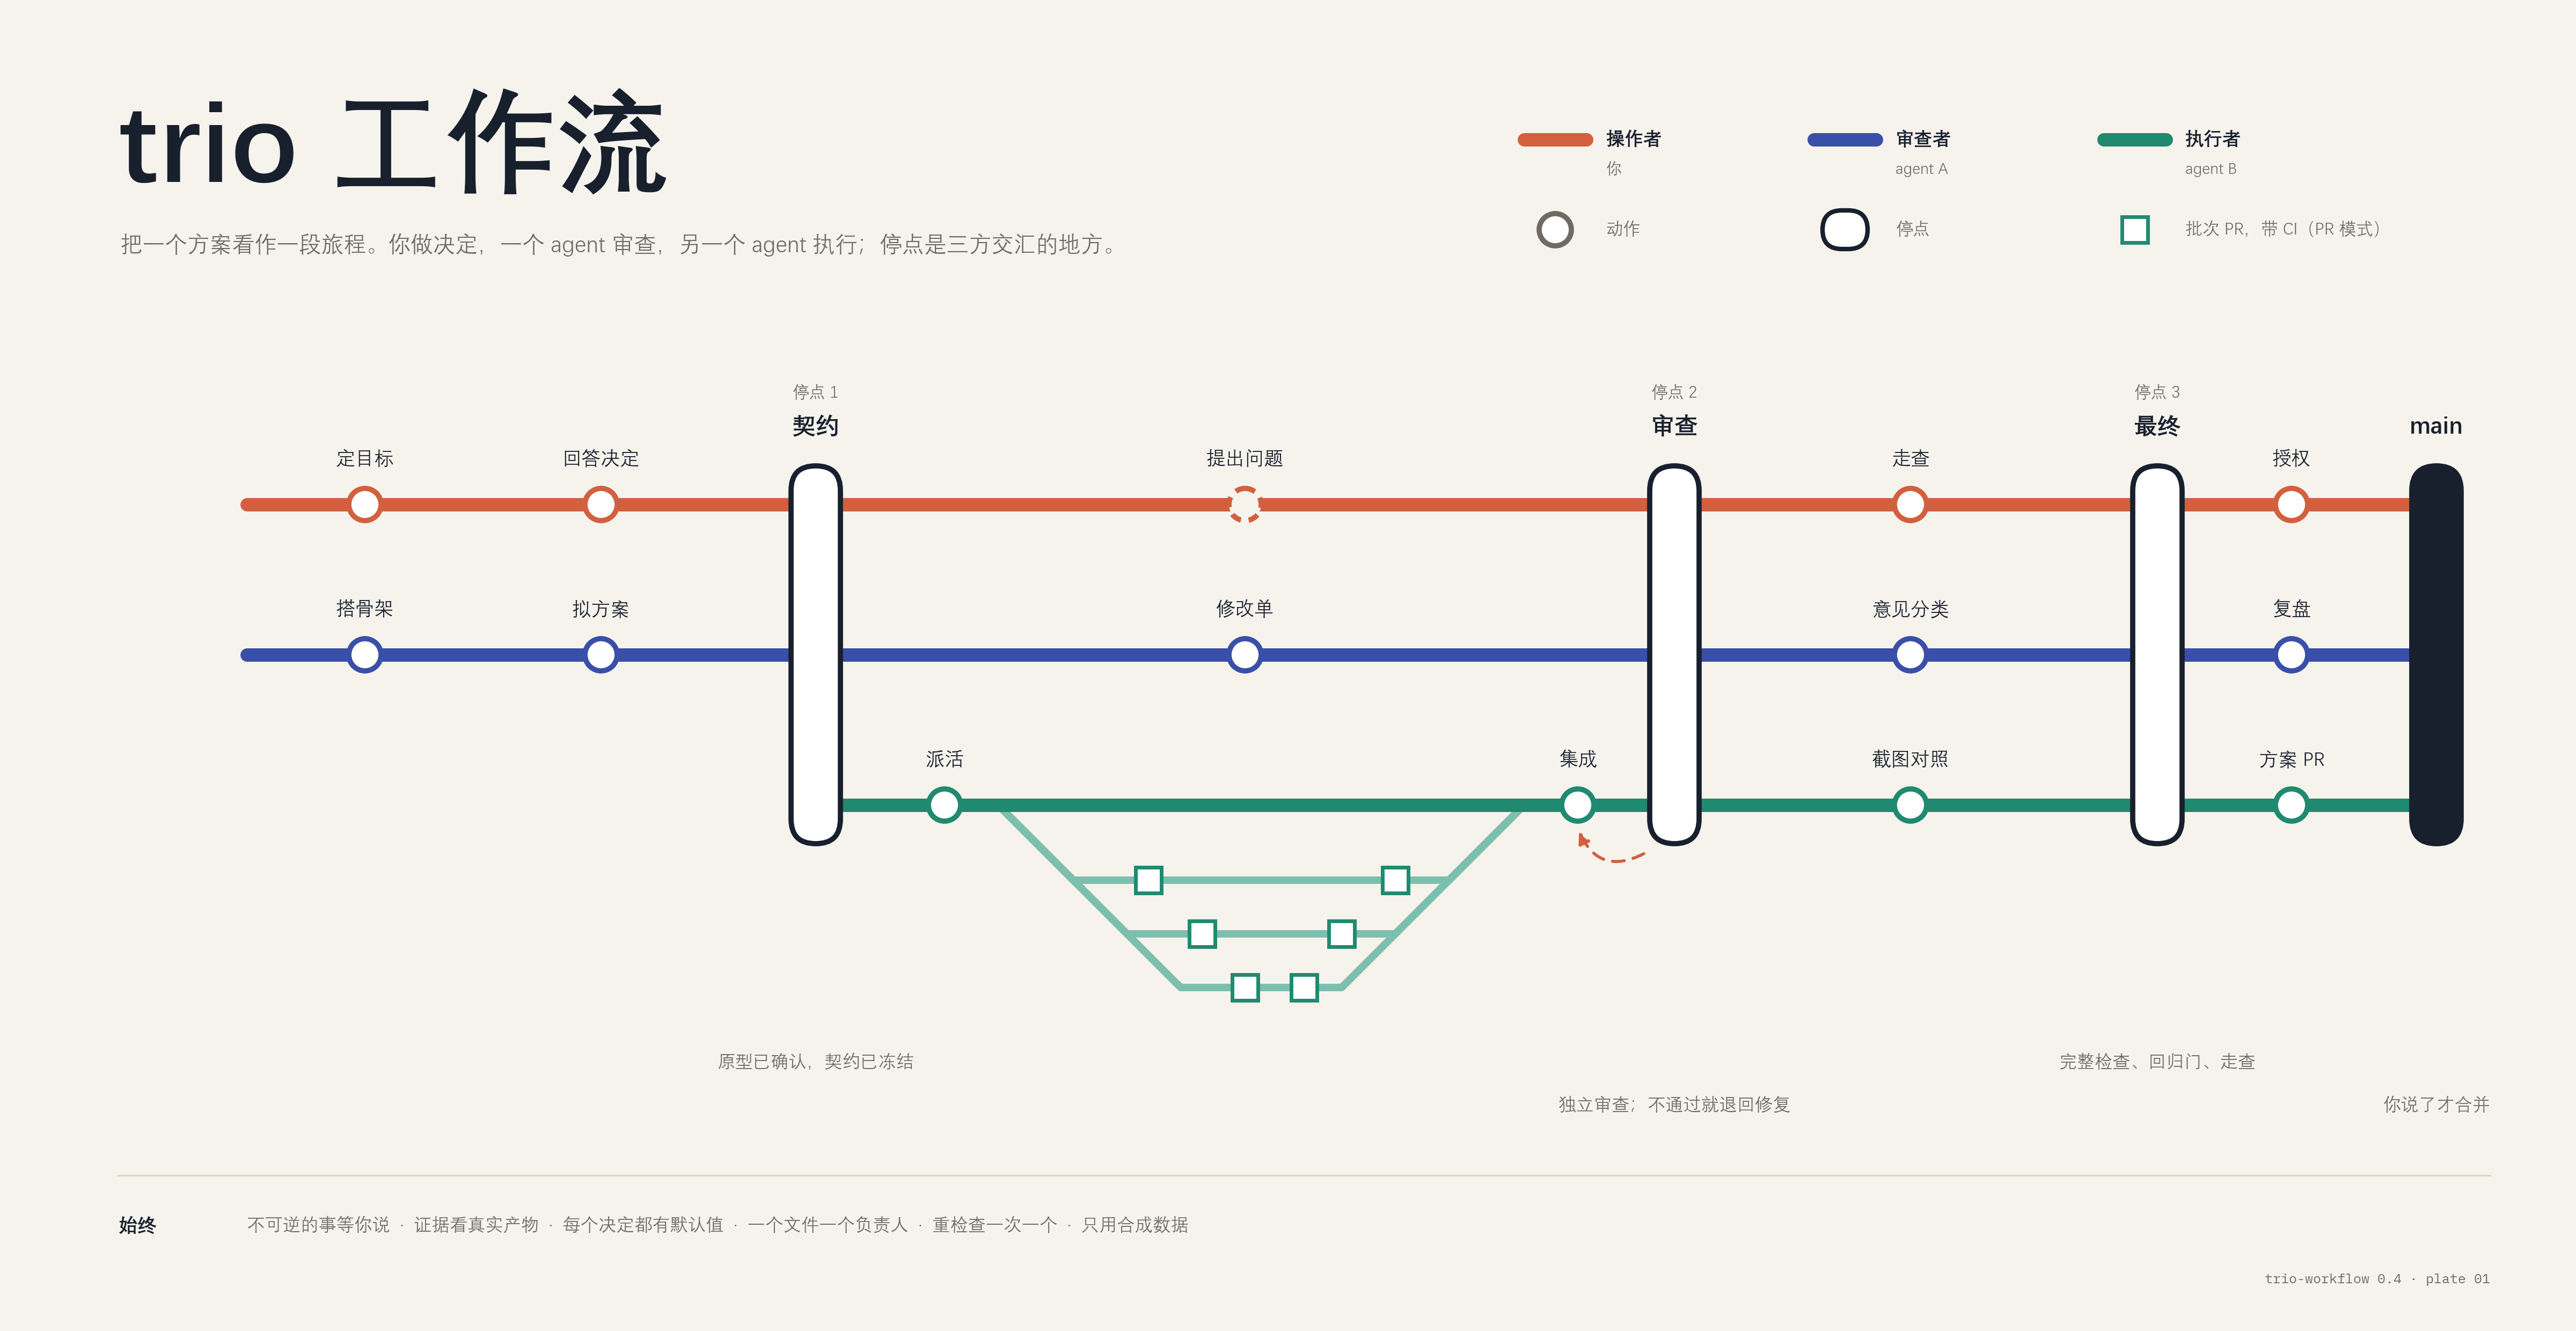 trio 工作流
把一个方案看作一段旅程。你做决定，一个 agent 审查，另一个 agent 执行；停点是三方交汇的地方。
操作者
你
审查者
agent A
执行者
agent B
动作
停点
批次 PR，带 CI（PR 模式）
停点 1
契约
停点 2
审查
停点 3
最终
main
定目标
回答决定
提出问题
走查
授权
搭骨架
拟方案
修改单
意见分类
复盘
派活
集成
截图对照
方案 PR
原型已确认，契约已冻结
完整检查、回归门、走查
独立审查；不通过就退回修复
你说了才合并
始终
不可逆的事等你说 · 证据看真实产物 · 每个决定都有默认值 · 一个文件一个负责人 · 重检查一次一个 · 只用合成数据
trio-workflow 0.4 · plate 01